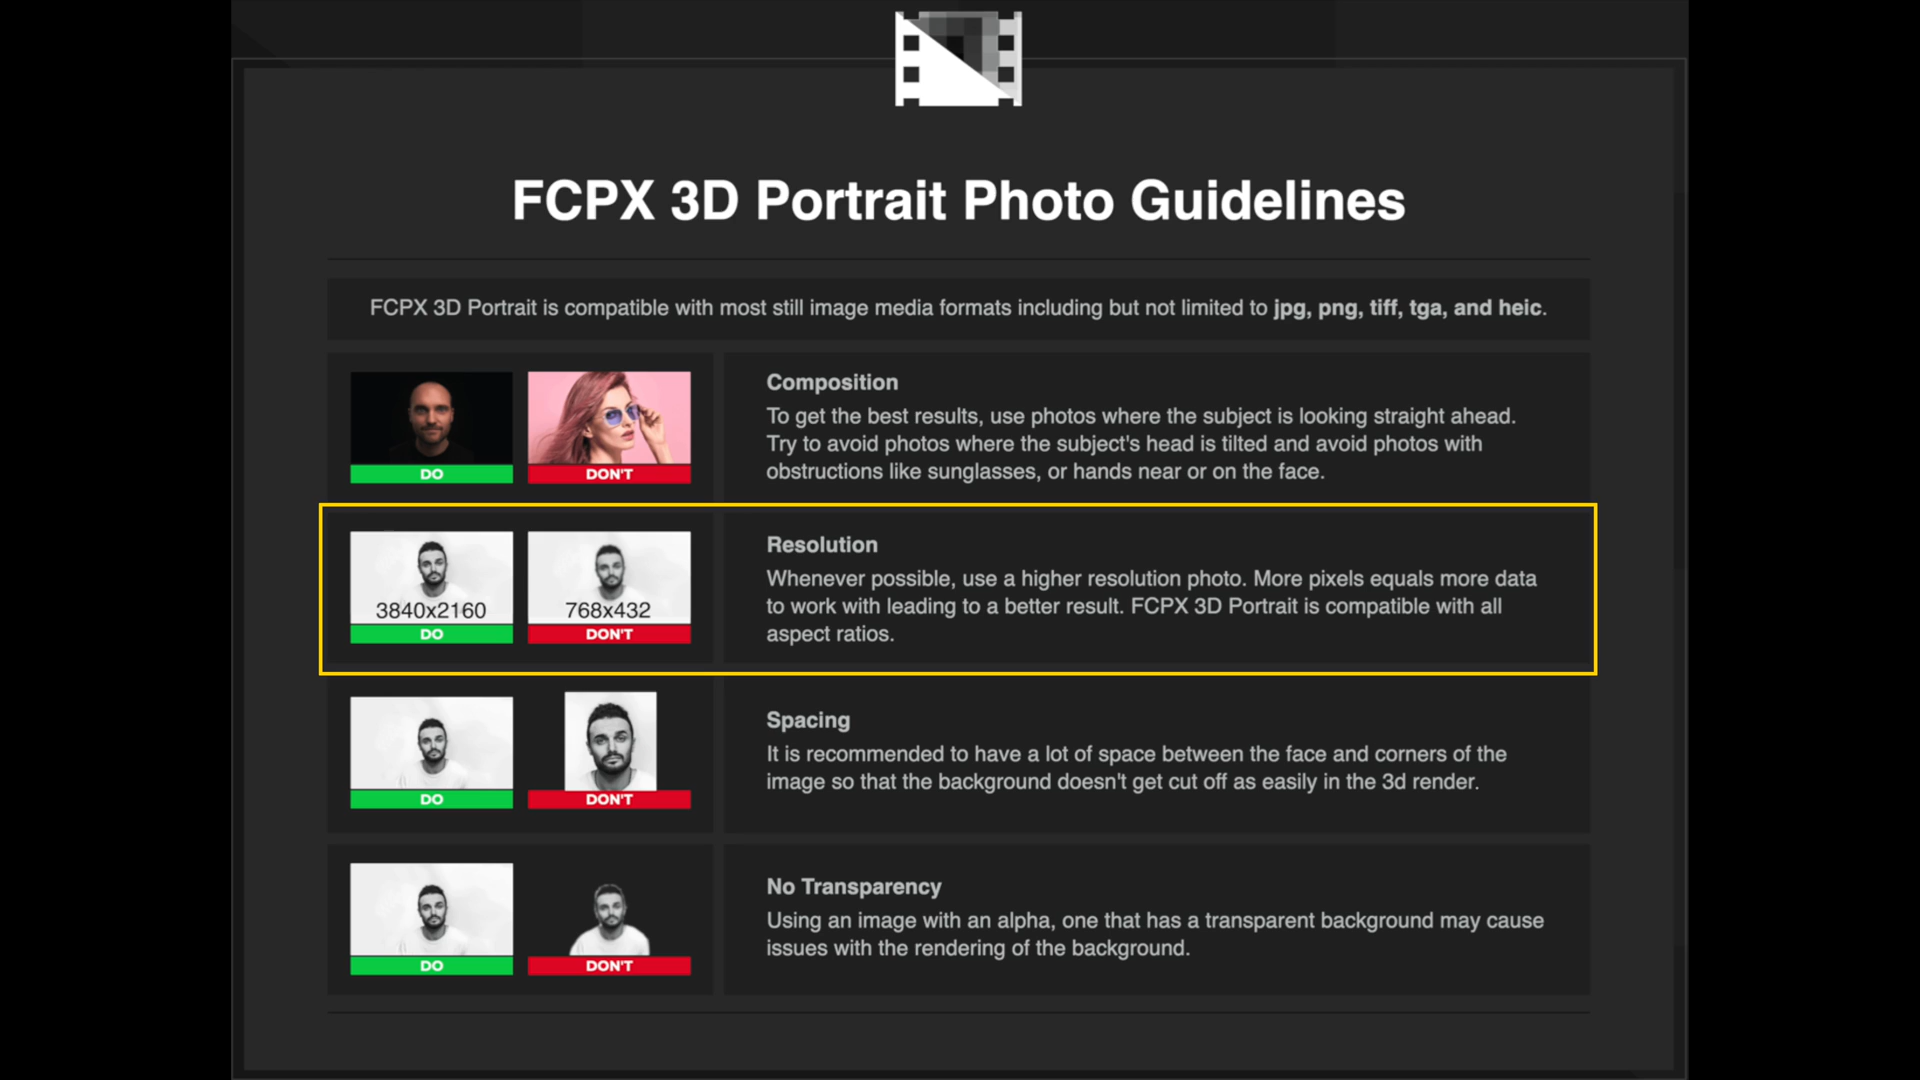 FCPX 3D Portrait Photo Guidelines
FCPX 3D Portrait is compatible with most still image media formats including but not limited to jpg, png, tiff, tga, and heic.
DO
DON'T
Composition
To get the best results, use photos where the subject is looking straight ahead.
Try to avoid photos where the subject's head is tilted and avoid photos with
obstructions like sunglasses, or hands near or on the face.
3840x2160
DO
768x432
DON'T
Resolution
Whenever possible, use a higher resolution photo. More pixels equals more data
to work with leading to a better result. FCPX 3D Portrait is compatible with all
aspect ratios.
DO
DON'T
Spacing
It is recommended to have a lot of space between the face and corners of the
image so that the background doesn't get cut off as easily in the 3d render.
DO
DON'T
No Transparency
Using an image with an alpha, one that has a transparent background may cause
issues with the rendering of the background.